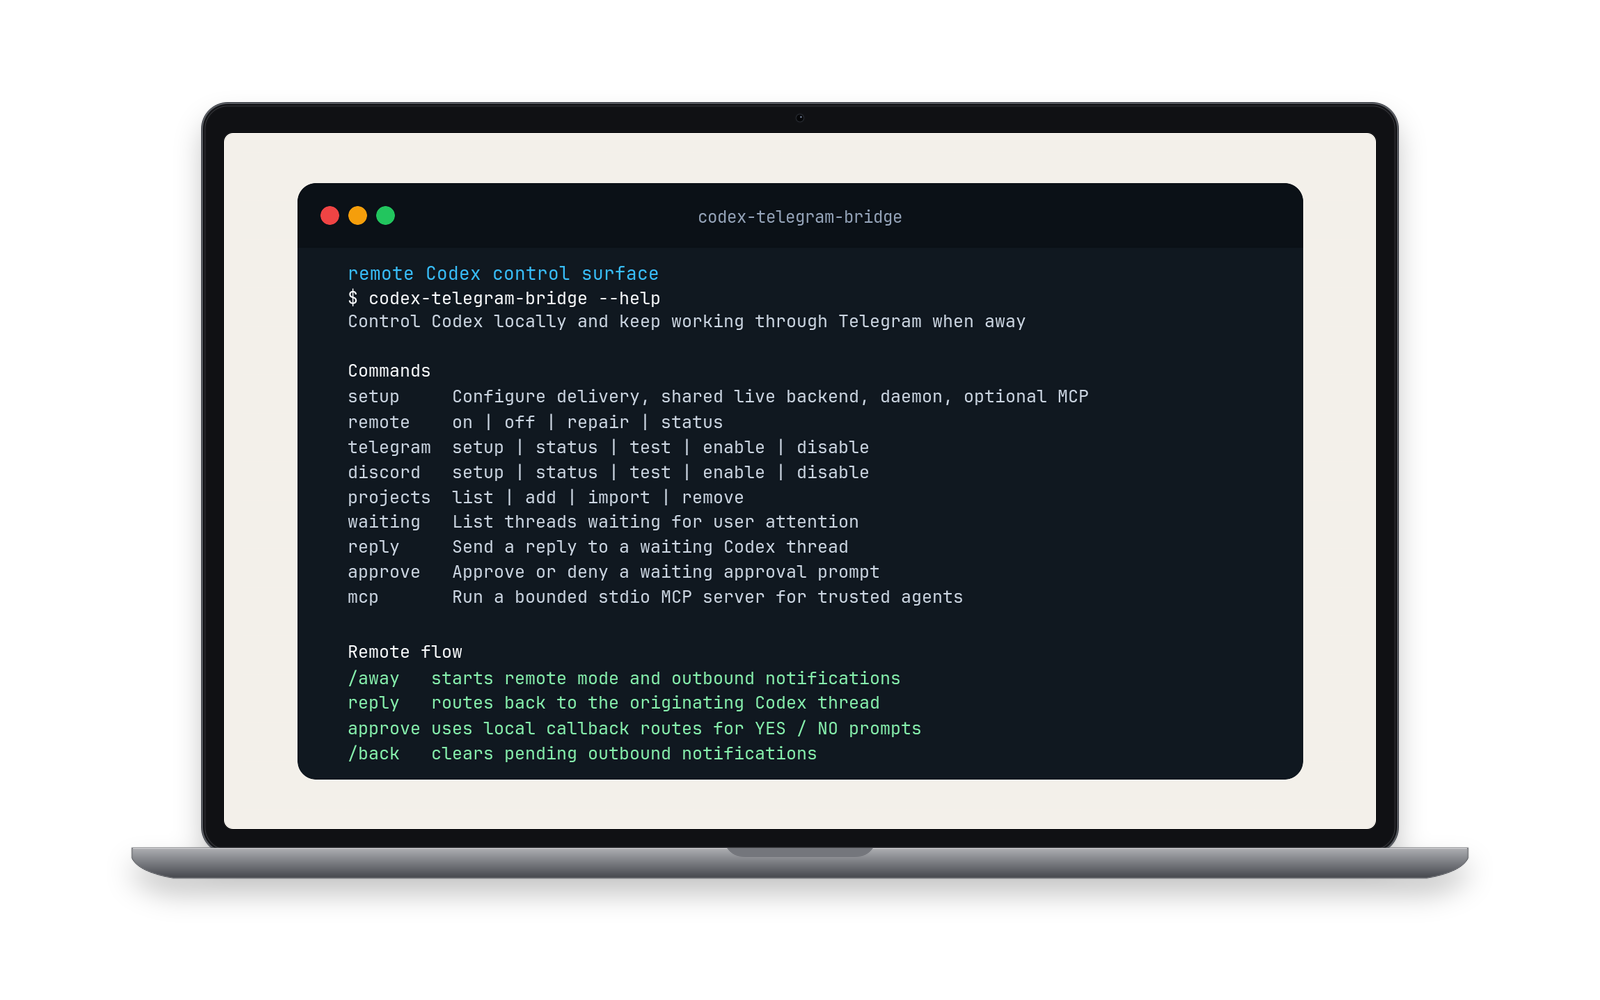 codex-telegram-bridge
remote Codex control surface
$ codex-telegram-bridge --help
Control Codex locally and keep working through Telegram when away
Commands
setup     Configure delivery, shared live backend, daemon, optional MCP
remote    on | off | repair | status
telegram  setup | status | test | enable | disable
discord   setup | status | test | enable | disable
projects  list | add | import | remove
waiting   List threads waiting for user attention
reply     Send a reply to a waiting Codex thread
approve   Approve or deny a waiting approval prompt
mcp       Run a bounded stdio MCP server for trusted agents
Remote flow
/away   starts remote mode and outbound notifications
reply   routes back to the originating Codex thread
approve uses local callback routes for YES / NO prompts
/back   clears pending outbound notifications